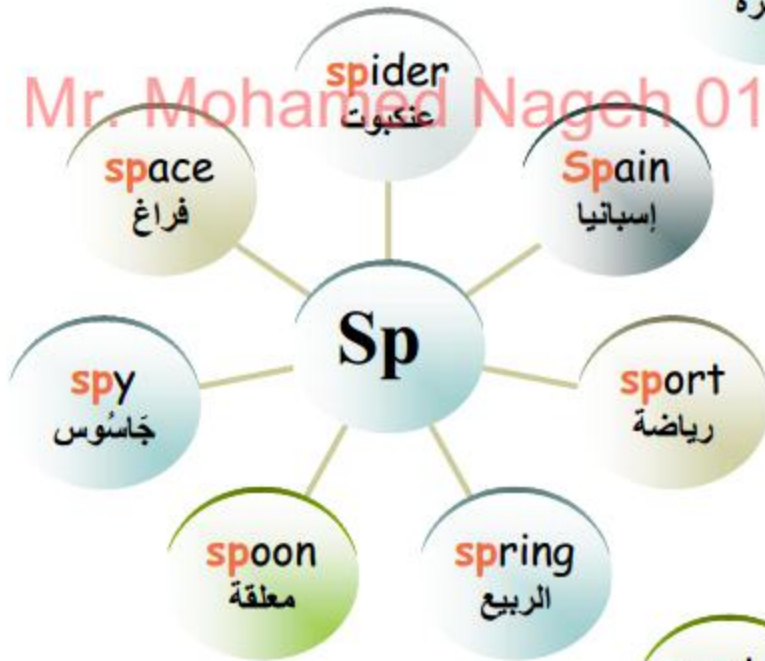 Mr. Mohamed Nageh 01
spider
عنكبوت
space
فراغ
Spain
إسبانيا
Sp
spy
جَاسُوس
sport
رياضة
spoon
معلقة
spring
الربيع